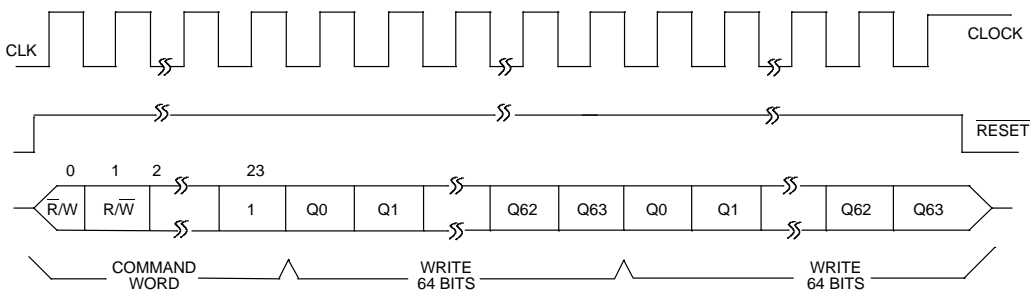 CLK
CLOCK
R̅E̅S̅E̅T̅
0 1 2 23
R̅/W R/W̅ 1 Q0 Q1 Q62 Q63 Q0 Q1 Q62 Q63
COMMAND WRITE WRITE
WORD 64 BITS 64 BITS